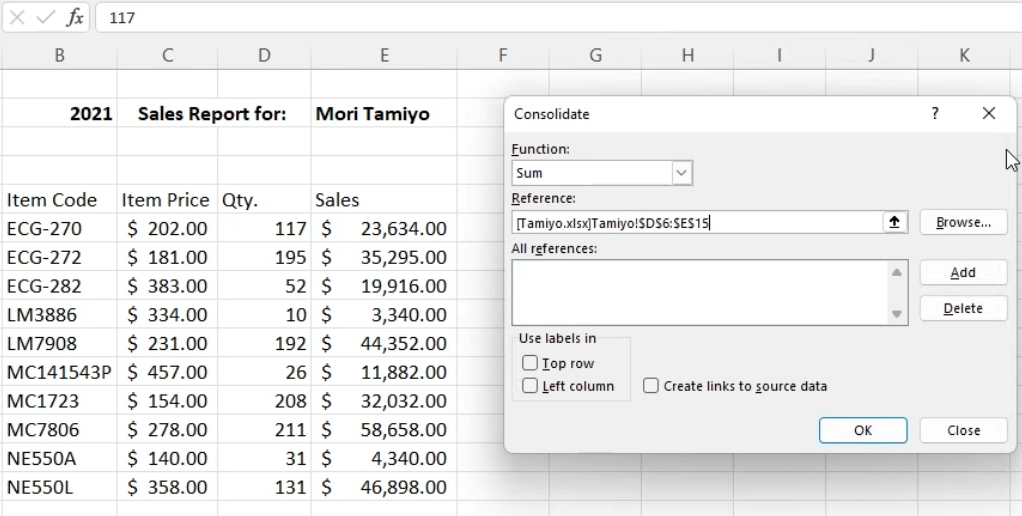 fx 117
B C D E F G H I J K
2021 Sales Report for: Mori Tamiyo
Item Code Item Price Qty. Sales
ECG-270 $ 202.00 117 $ 23,634.00
ECG-272 $ 181.00 195 $ 35,295.00
ECG-282 $ 383.00 52 $ 19,916.00
LM3886 $ 334.00 10 $ 3,340.00
LM7908 $ 231.00 192 $ 44,352.00
MC141543P $ 457.00 26 $ 11,882.00
MC1723 $ 154.00 208 $ 32,032.00
MC7806 $ 278.00 211 $ 58,658.00
NE550A $ 140.00 31 $ 4,340.00
NE550L $ 358.00 131 $ 46,898.00
Consolidate ?
Function:
Sum
Reference:
[Tamiyo.xlsx]Tamiyo!$D$6:$E$15 Browse...
All references:
Add
Delete
Use labels in
Top row
Left column Create links to source data
OK Close